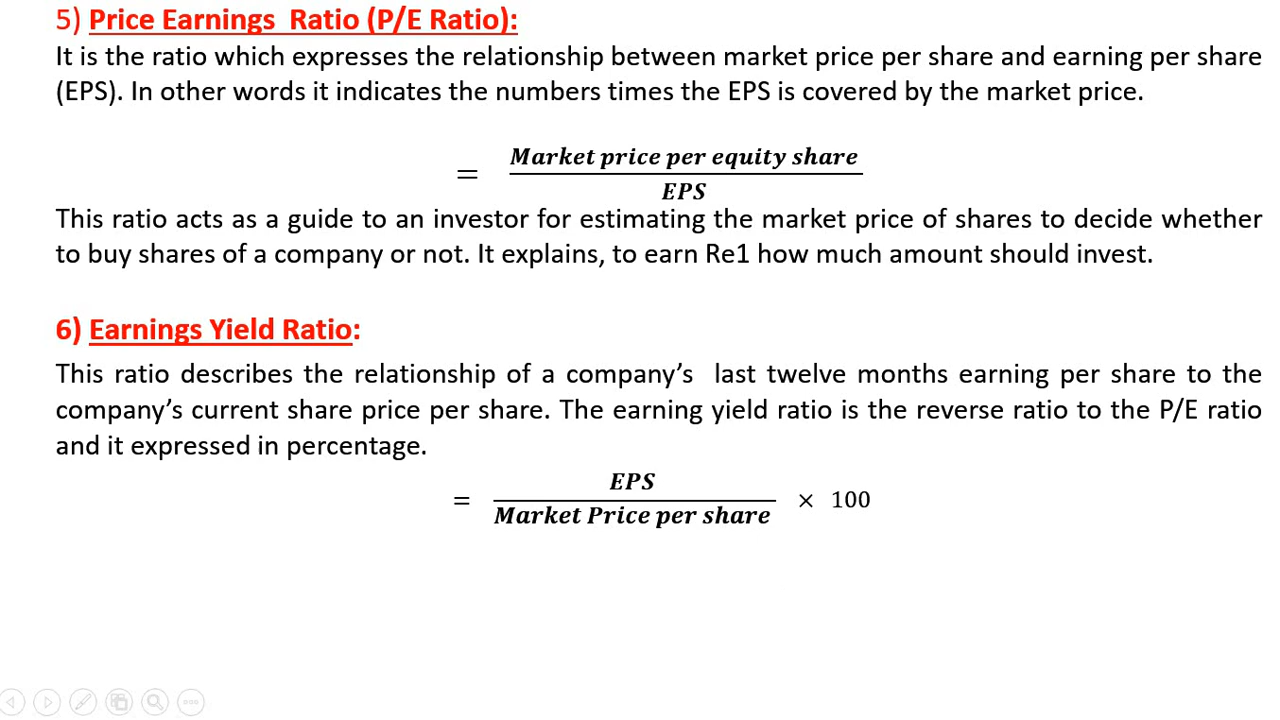 5) Price Earnings  Ratio (P/E Ratio):
It is the ratio which expresses the relationship between market price per share and earning per share
(EPS). In other words it indicates the numbers times the EPS is covered by the market price.
= Market price per equity share
EPS
This ratio acts as a guide to an investor for estimating the market price of shares to decide whether
to buy shares of a company or not. It explains, to earn Re1 how much amount should invest.
6) Earnings Yield Ratio:
This ratio describes the relationship of a company’s  last twelve months earning per share to the
company’s current share price per share. The earning yield ratio is the reverse ratio to the P/E ratio
and it expressed in percentage.
EPS
= Market Price per share × 100